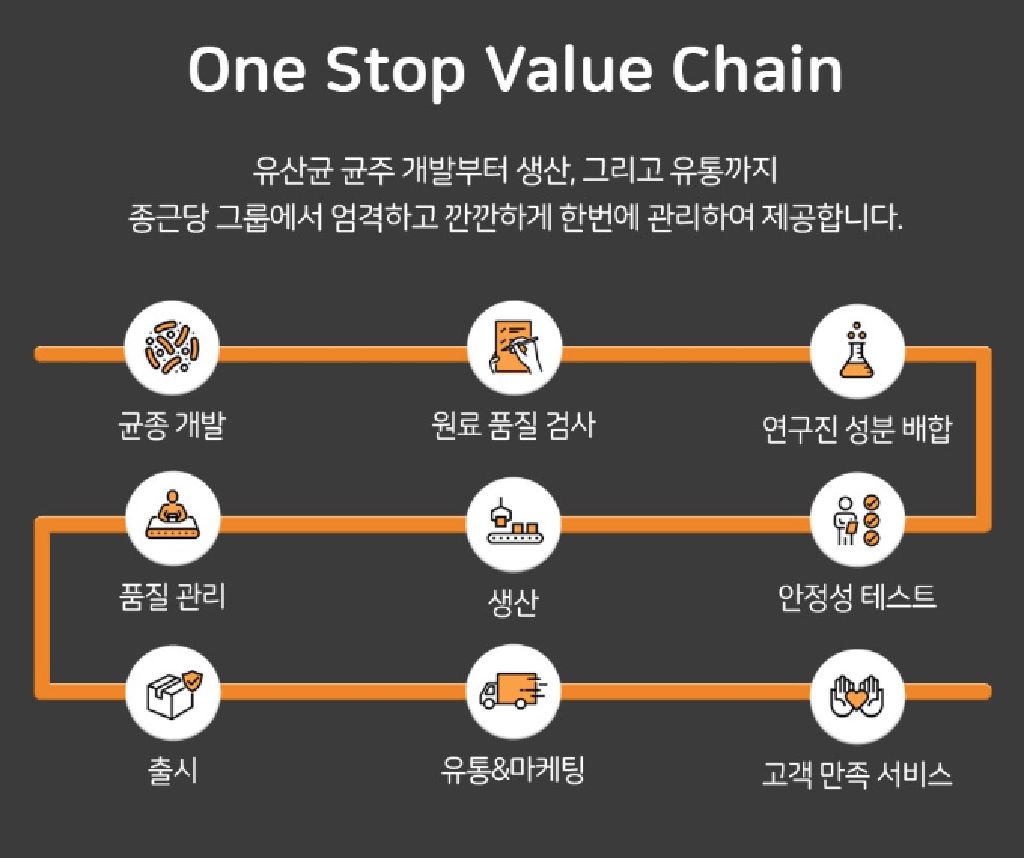 One Stop Value Chain
유산균 균주 개발부터 생산, 그리고 유통까지
종근당 그룹에서 엄격하고 깐깐하게 한번에 관리하여 제공합니다.
균종 개발
원료 품질 검사
연구진 성분 배합
안정성 테스트
생산
품질 관리
출시
유통&마케팅
고객 만족 서비스